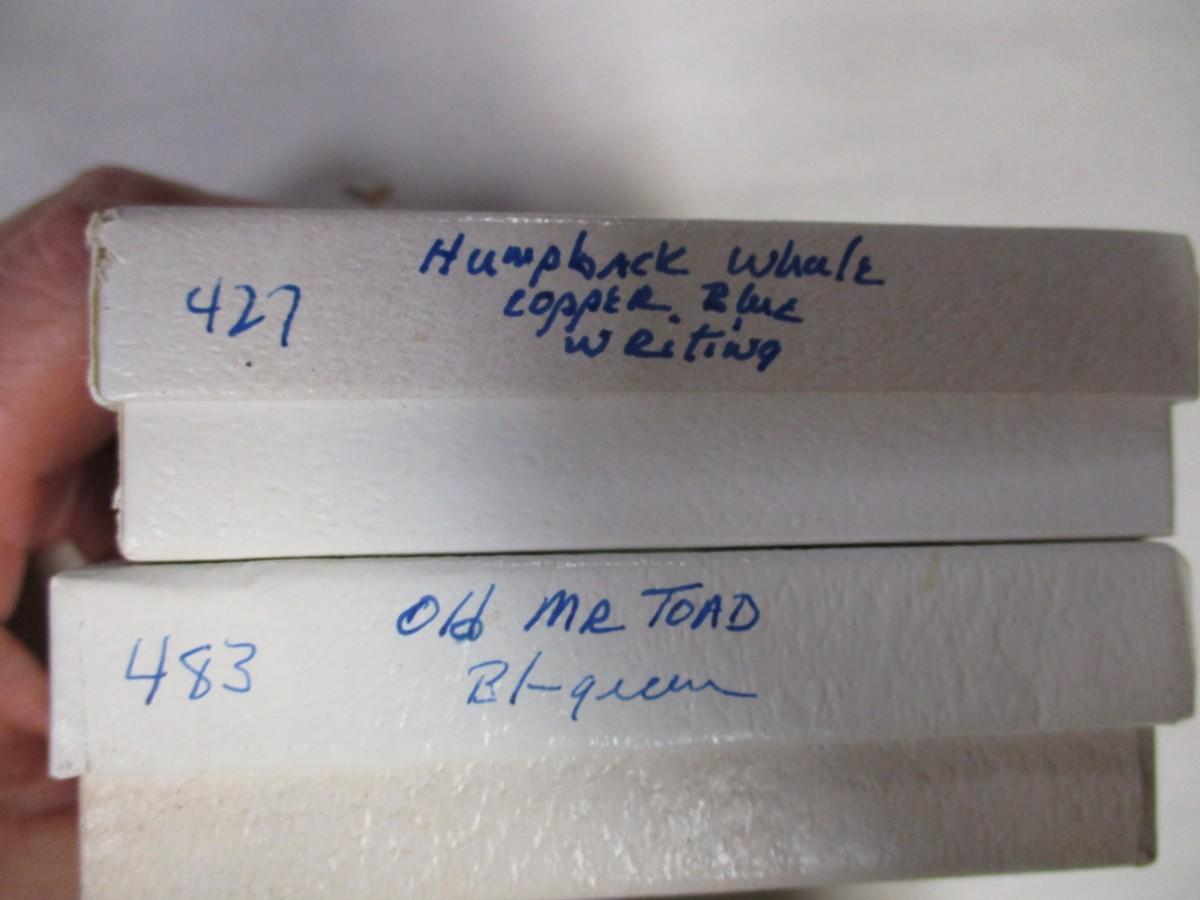 Humpback Whale
427
Copper Blue
Writing
Old MR TOAD
483
Bl-green